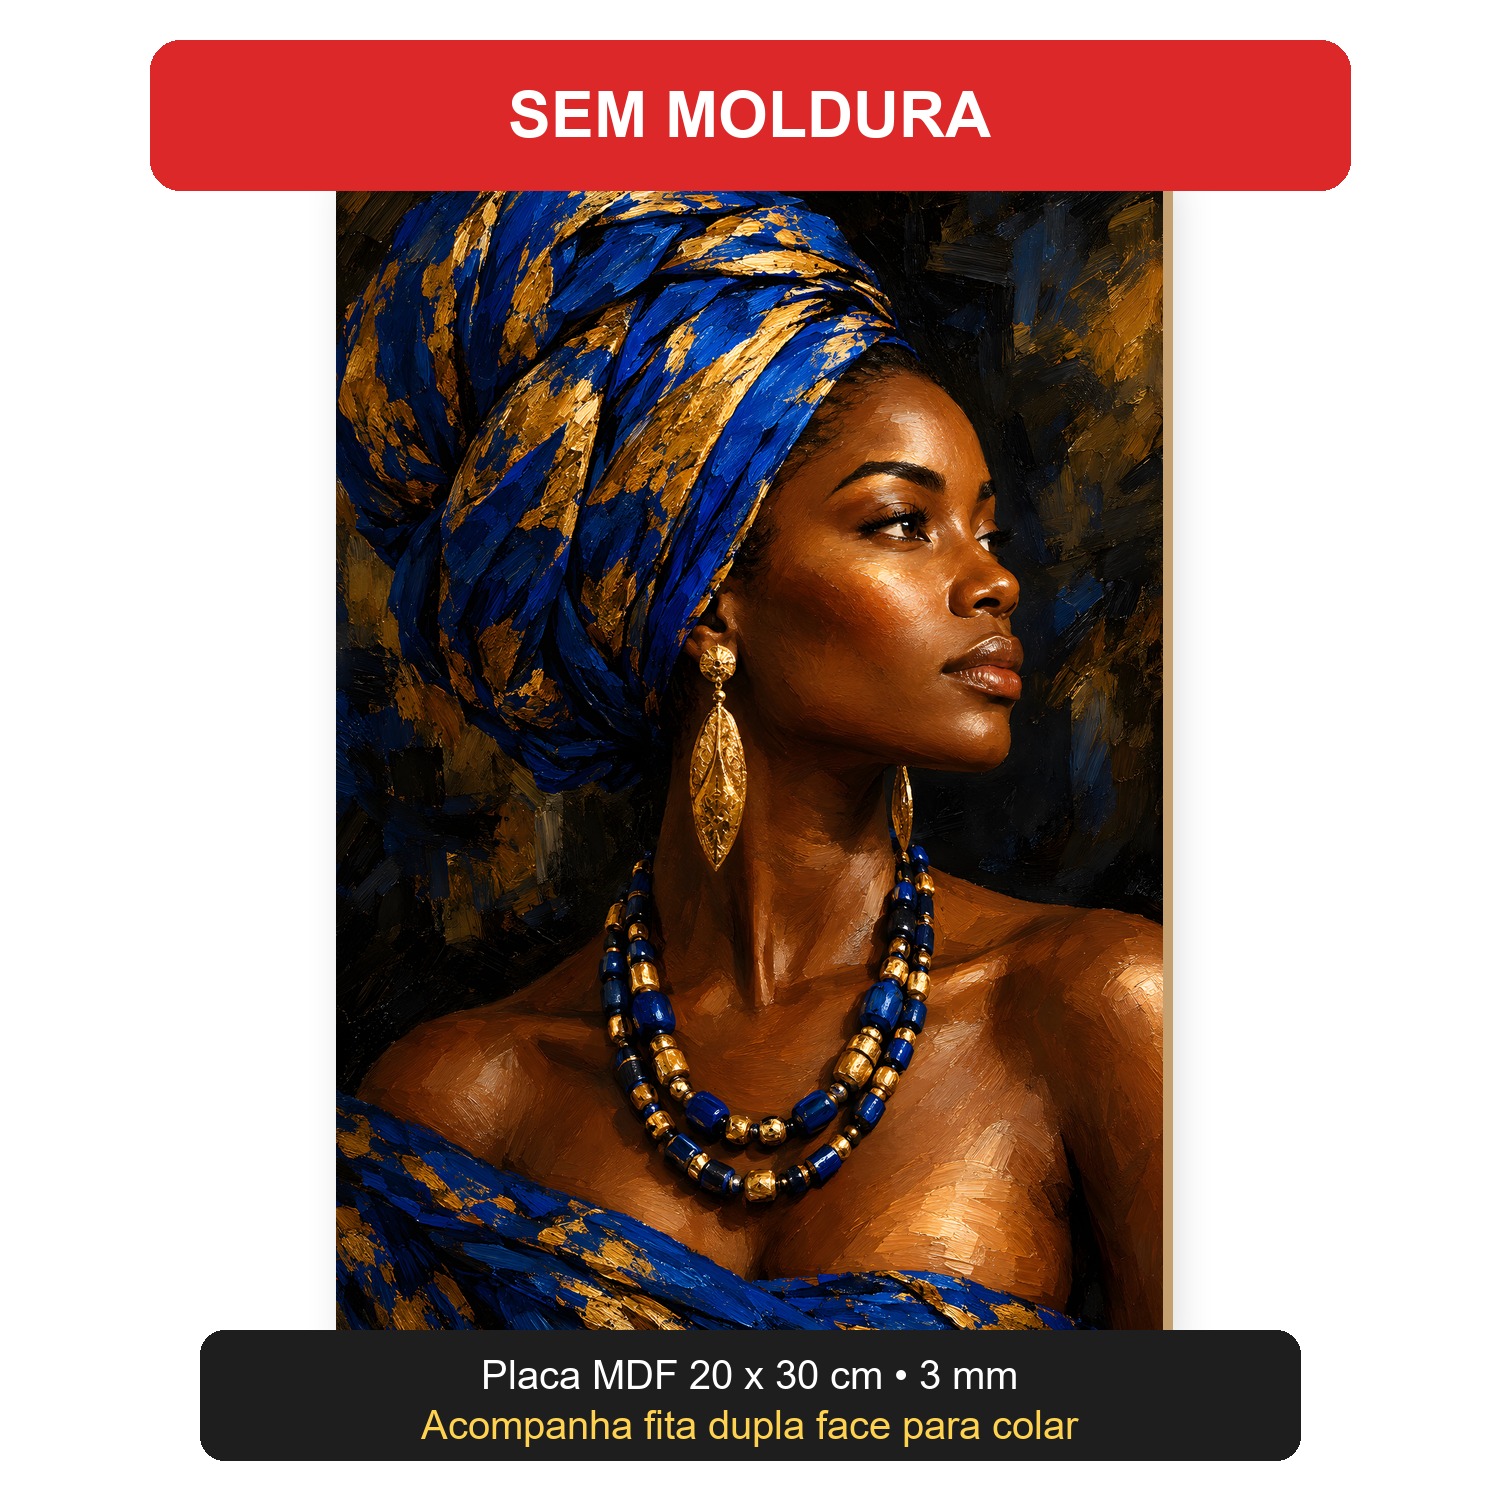 SEM MOLDURA
Placa MDF 20 x 30 cm • 3 mm
Acompanha fita dupla face para colar